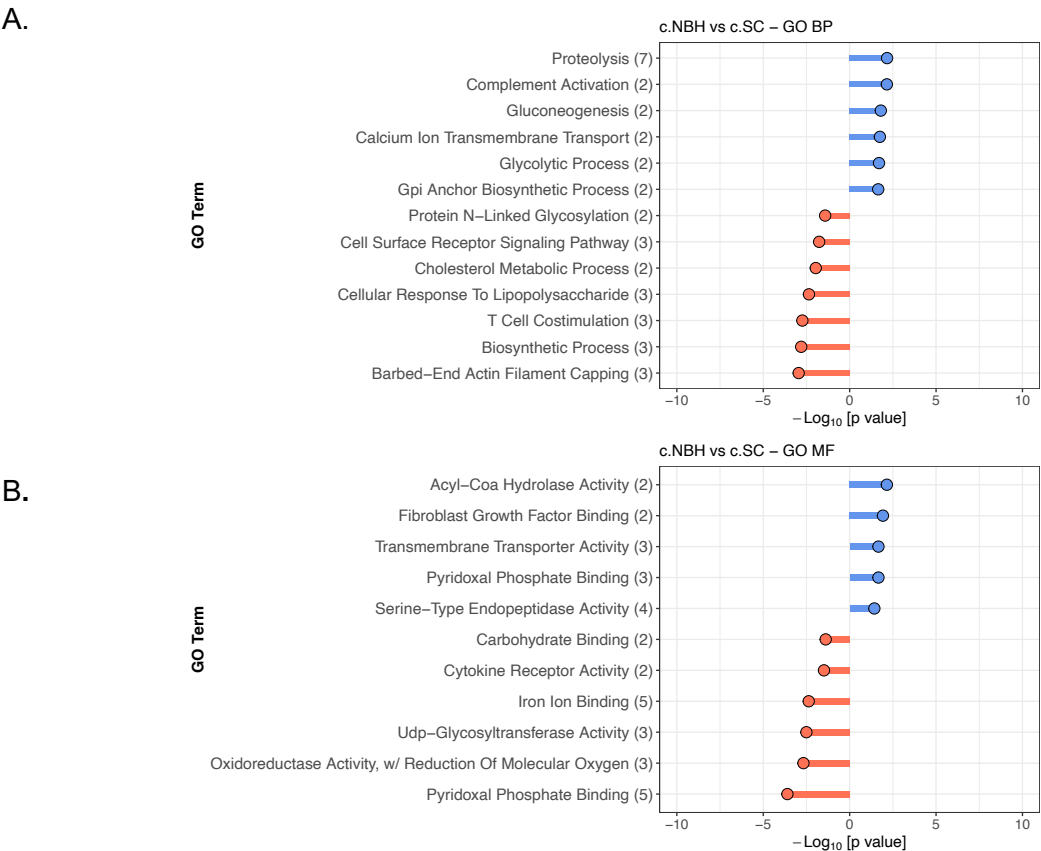 A.
c.NBH vs c.SC − GO BP
GO Term
Proteolysis (7)
Complement Activation (2)
Gluconeogenesis (2)
Calcium Ion Transmembrane Transport (2)
Glycolytic Process (2)
Gpi Anchor Biosynthetic Process (2)
Protein N−Linked Glycosylation (2)
Cell Surface Receptor Signaling Pathway (3)
Cholesterol Metabolic Process (2)
Cellular Response To Lipopolysaccharide (3)
T Cell Costimulation (3)
Biosynthetic Process (3)
Barbed−End Actin Filament Capping (3)
−10 −5 0 5 10
−Log₁₀ [p value]
B.
c.NBH vs c.SC − GO MF
GO Term
Acyl−Coa Hydrolase Activity (2)
Fibroblast Growth Factor Binding (2)
Transmembrane Transporter Activity (3)
Pyridoxal Phosphate Binding (3)
Serine−Type Endopeptidase Activity (4)
Carbohydrate Binding (2)
Cytokine Receptor Activity (2)
Iron Ion Binding (5)
Udp−Glycosyltransferase Activity (3)
Oxidoreductase Activity, w/ Reduction Of Molecular Oxygen (3)
Pyridoxal Phosphate Binding (5)
−10 −5 0 5 10
−Log₁₀ [p value]